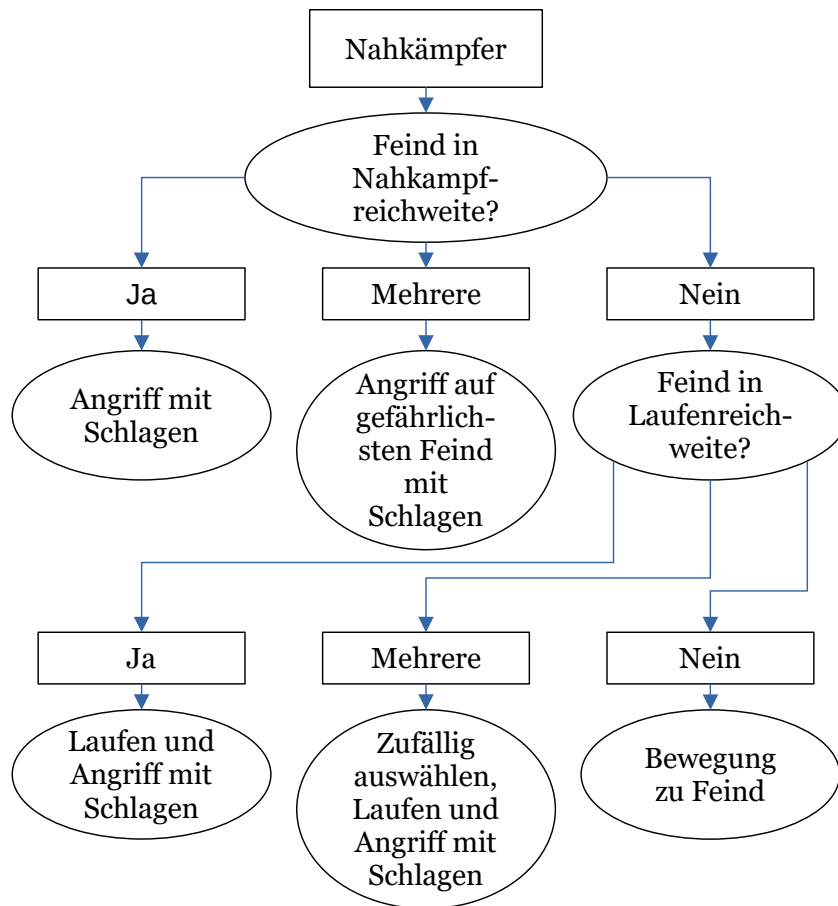 Nahkämpfer
Feind in
Nahkampf-
reichweite?
Ja
Mehrere
Nein
Angriff mit
Schlagen
Angriff auf
gefährlich-
sten Feind
mit
Schlagen
Feind in
Laufenreich-
weite?
Ja
Mehrere
Nein
Laufen und
Angriff mit
Schlagen
Zufällig
auswählen,
Laufen und
Angriff mit
Schlagen
Bewegung
zu Feind